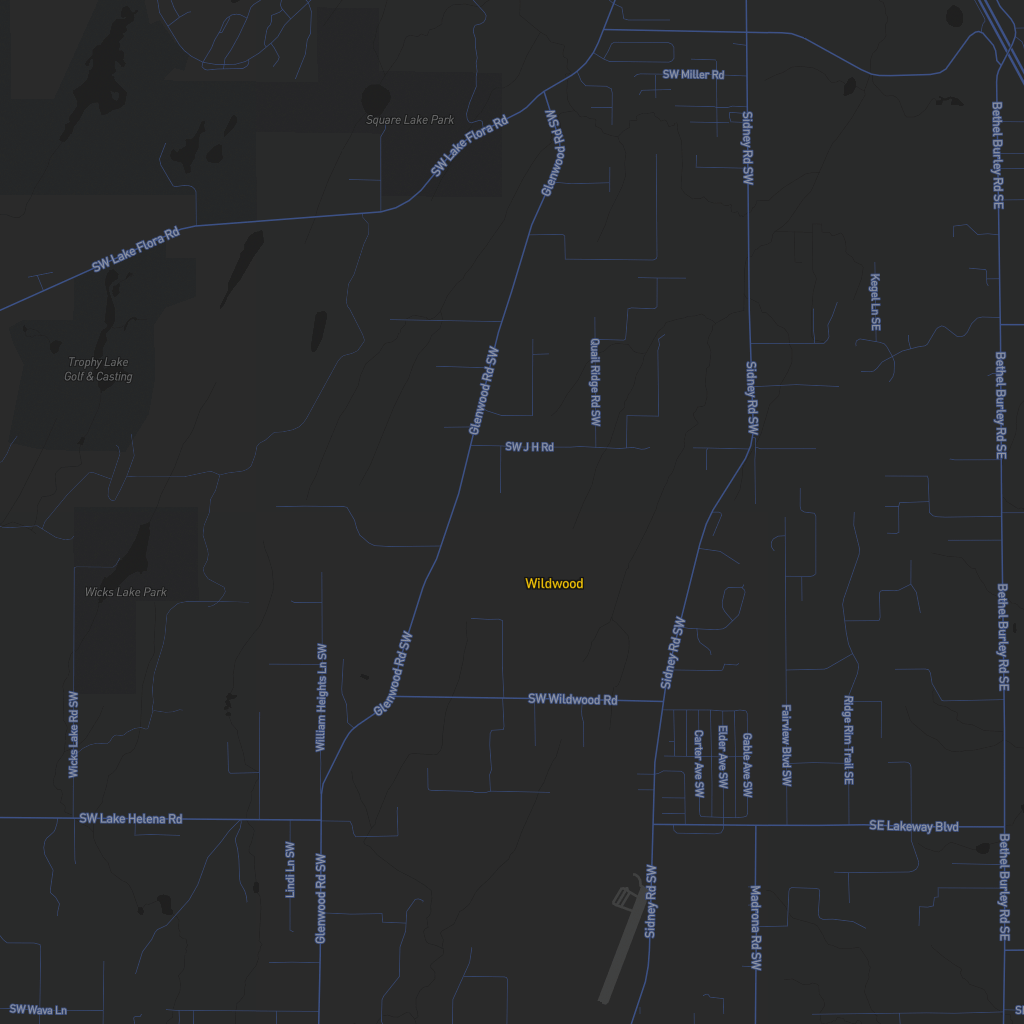 SW Miller Rd
Square Lake Park
SW Lake Flora Rd
Glenwood Rd SW
Sidney Rd SW
Bethel Burley Rd SE
SW Lake Flora Rd
Kegel Ln SE
Trophy Lake
Golf & Casting
Glenwood Rd SW
Quail Ridge Rd SW
Sidney Rd SW
Bethel Burley Rd SE
SW J H Rd
Wildwood
Wicks Lake Park
Bethel Burley Rd SE
Sidney Rd SW
Glenwood Rd SW
William Heights Ln SW
SW Wildwood Rd
Wicks Lake Rd SW
Carter Ave SW
Elder Ave SW
Gable Ave SW
Fairview Blvd SW
Ridge Rim Trail SE
SW Lake Helena Rd
SE Lakeway Blvd
Lindi Ln SW
Glenwood Rd SW
Sidney Rd SW
Madrona Rd SW
Bethel Burley Rd SE
SW Wava Ln